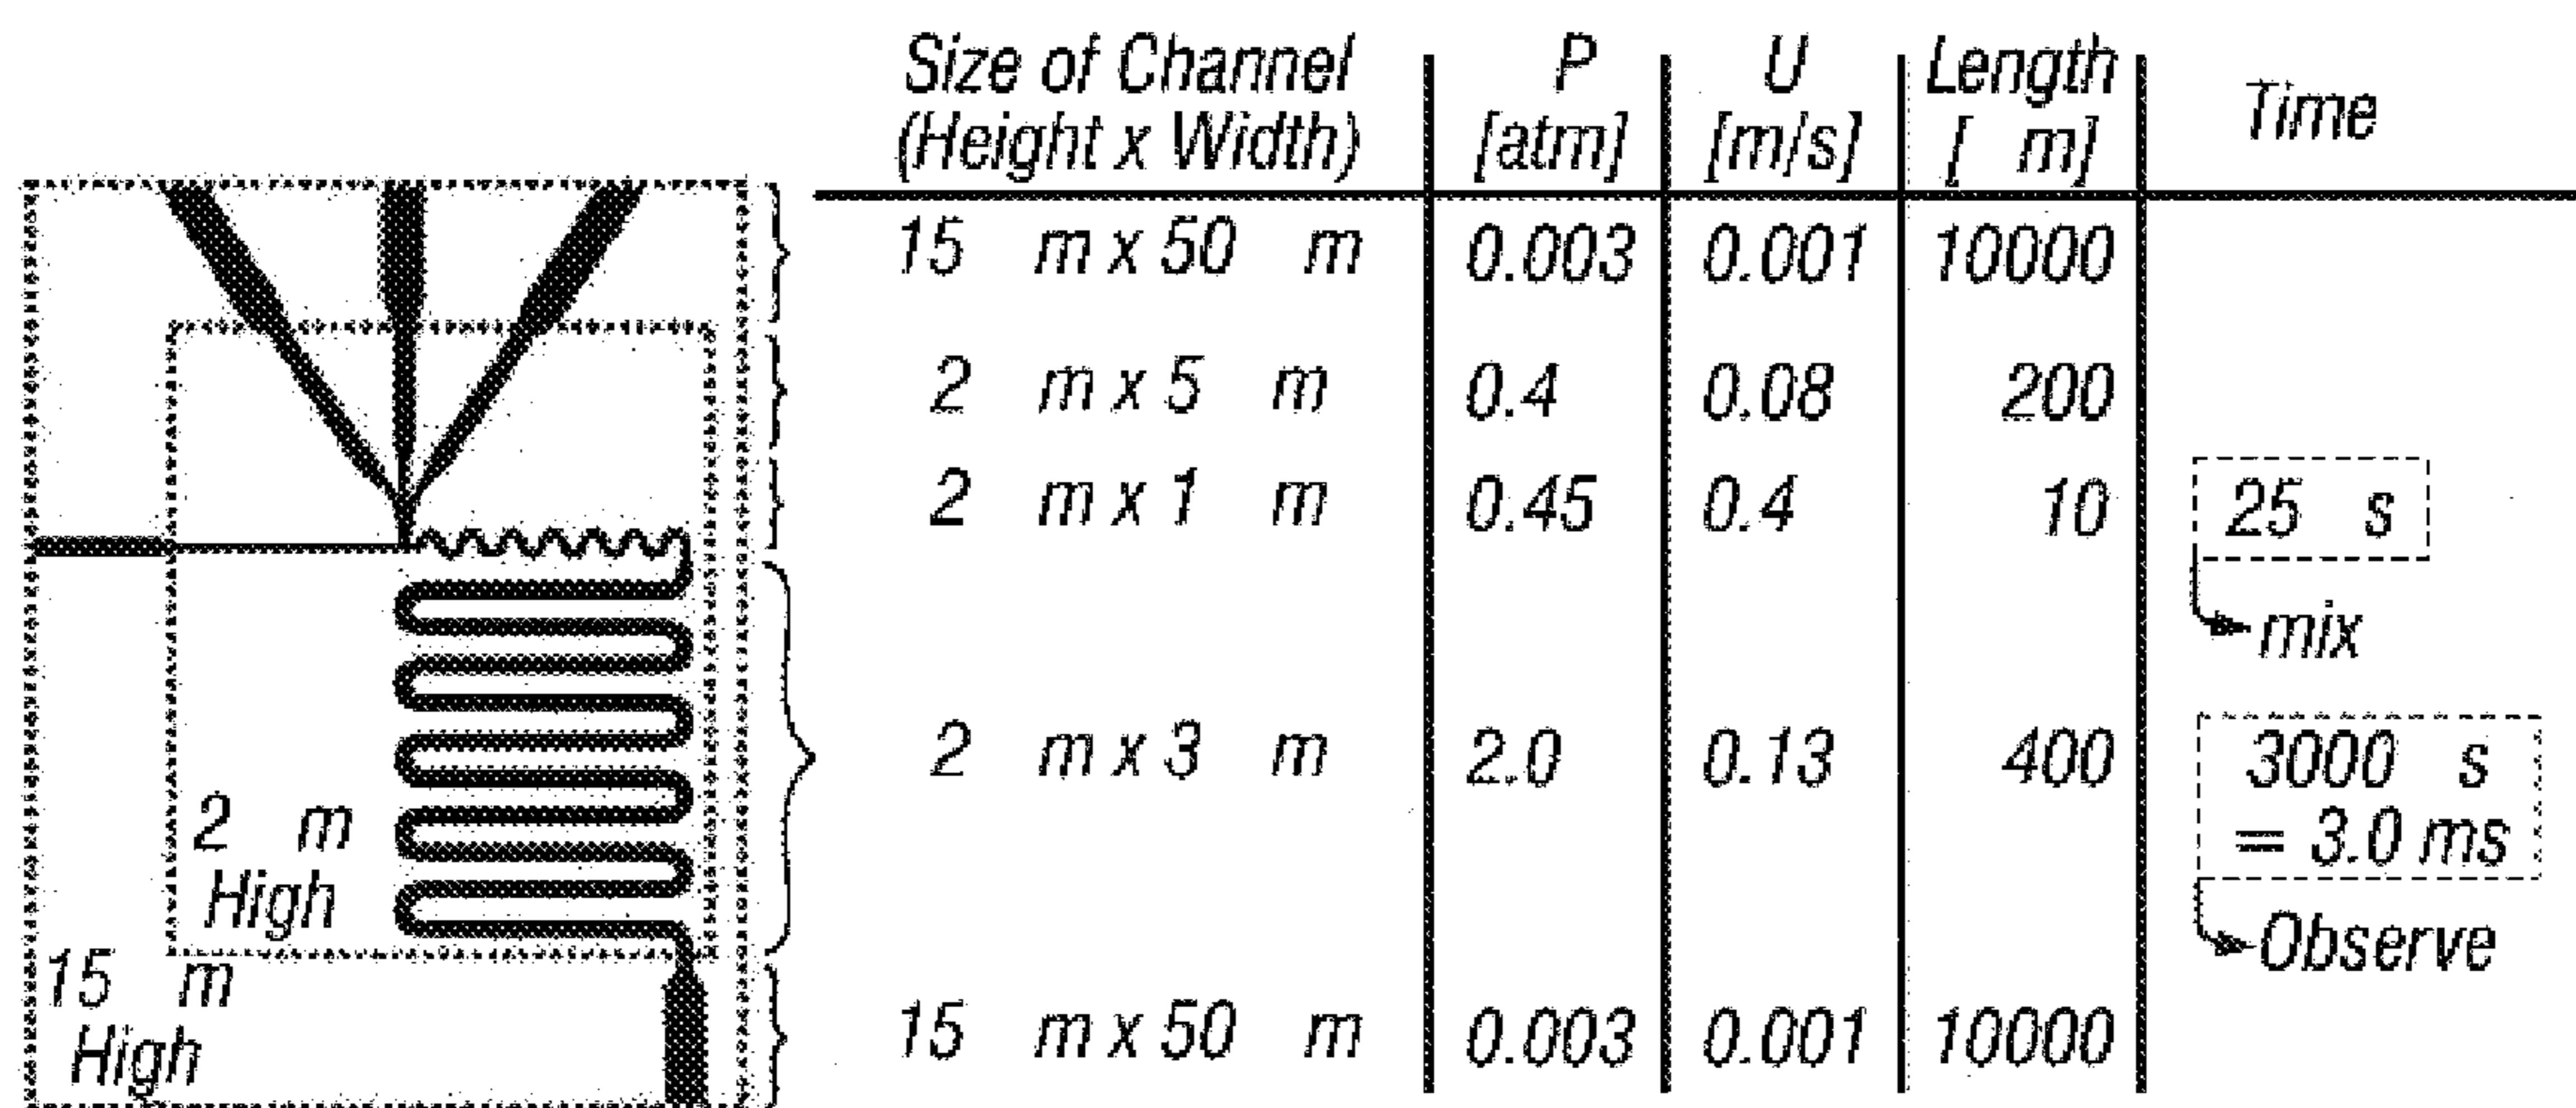 Size of Channel
(Height x Width)
P
[atm]
U
[m/s]
Length
[ m]
Time
15 m x 50 m 0.003 0.001 10000
2 m x 5 m 0.4 0.08 200
2 m x 1 m 0.45 0.4 10 25 s
mix
2 m x 3 m 2.0 0.13 400 3000 s
= 3.0 ms
Observe
15 m x 50 m 0.003 0.001 10000
2 m
High
15 m
High